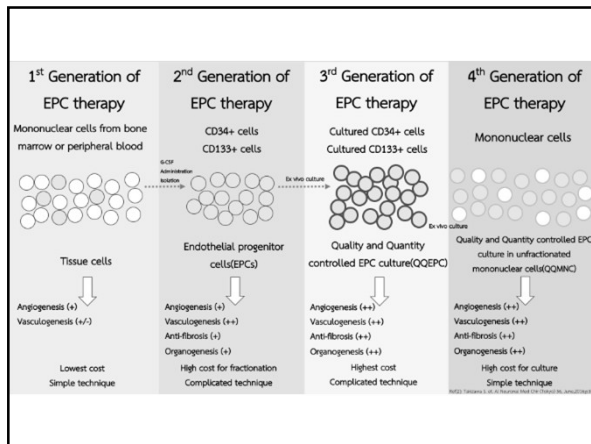 1st Generation of
EPC therapy
Mononuclear cells from bone
marrow or peripheral blood
Tissue cells
Angiogenesis (+)
Vasculogenesis (+/-)
Lowest cost
Simple technique
G-CSF
Administration
Isolation
2nd Generation of
EPC therapy
CD34+ cells
CD133+ cells
Endothelial progenitor
cells(EPCs)
Angiogenesis (+)
Vasculogenesis (++)
Anti-fibrosis (+)
Organogenesis (+)
High cost for fractionation
Complicated technique
Ex vivo culture
3rd Generation of
EPC therapy
Cultured CD34+ cells
Cultured CD133+ cells
Quality and Quantity
controlled EPC culture(QQEPC)
Angiogenesis (++)
Vasculogenesis (++)
Anti-fibrosis (++)
Organogenesis (++)
Highest cost
Complicated technique
Ex vivo culture
4th Generation of
EPC therapy
Mononuclear cells
Quality and Quantity controlled EPC
culture in unfractionated
mononuclear cells(QQMNC)
Angiogenesis (++)
Vasculogenesis (++)
Anti-fibrosis (++)
Organogenesis (++)
High cost for culture
Simple technique